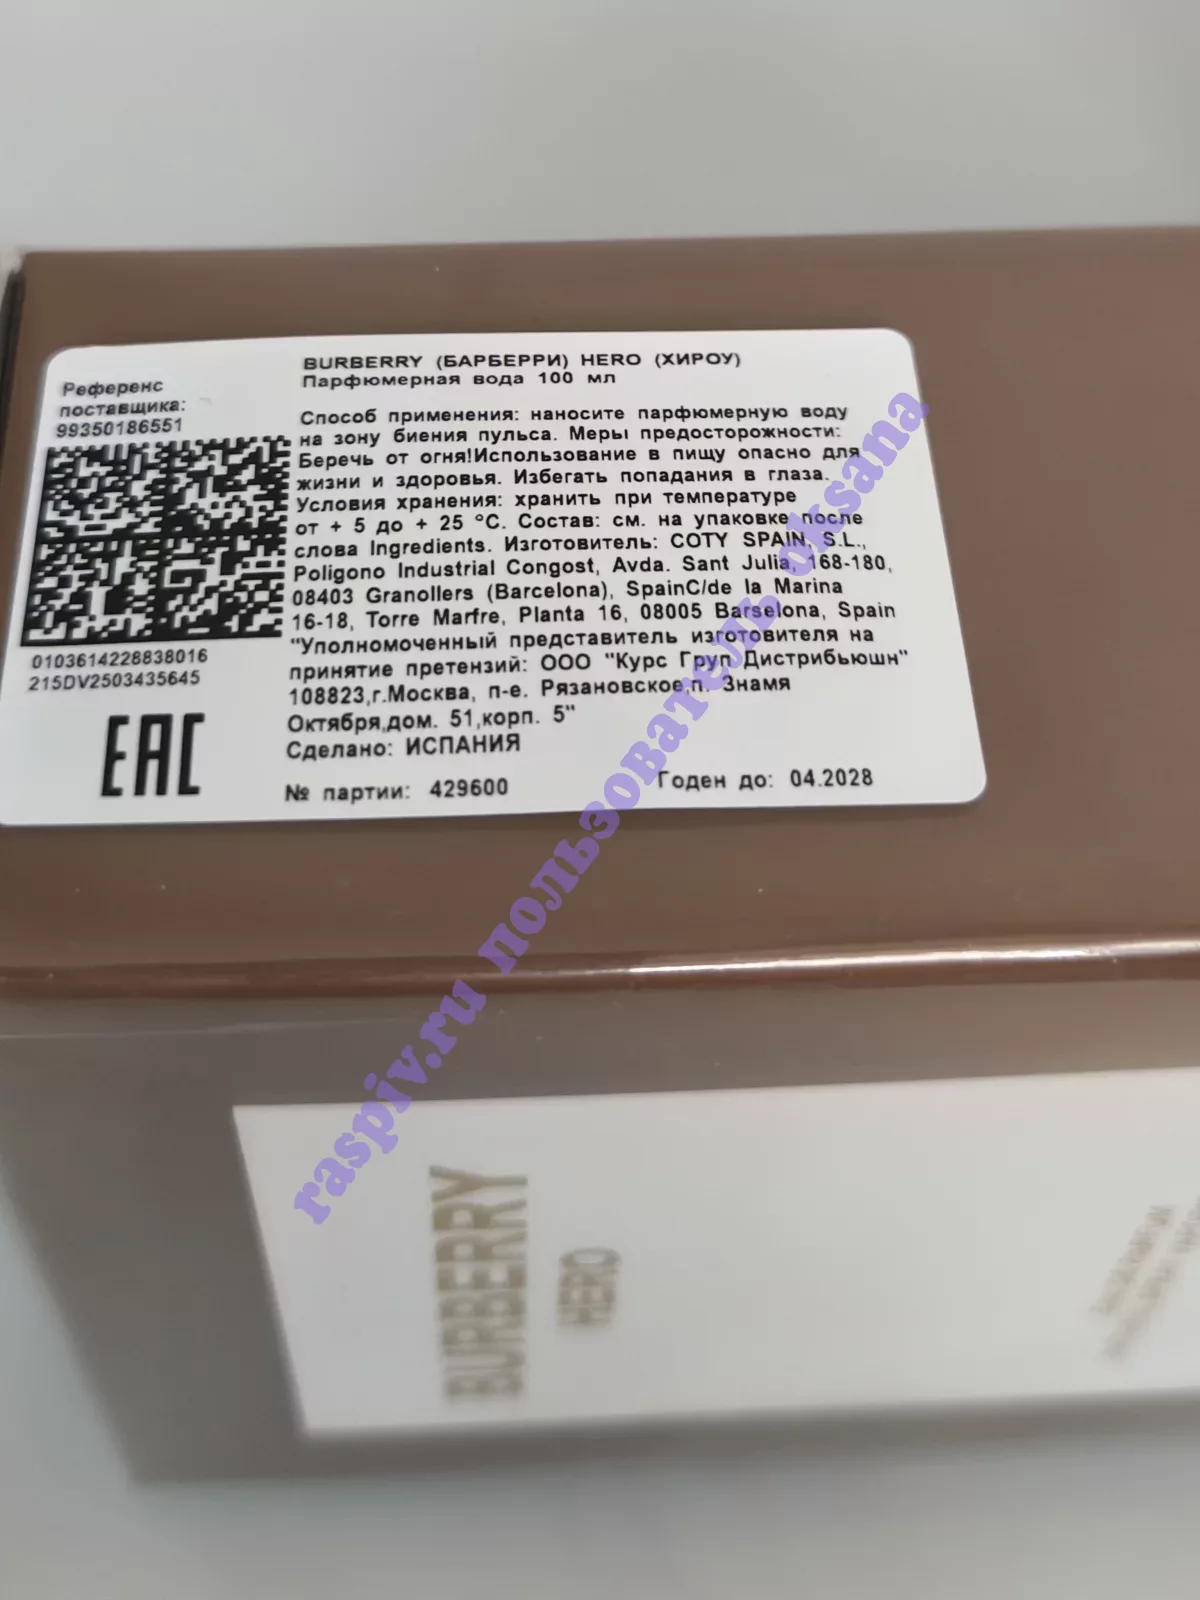 Референс
поставщика:
99350186551
0103614228838016
215DV2503435645
EAC
BURBERRY (БАРБЕРРИ) HERO (ХИРОУ)
Парфюмерная вода 100 мл
Способ применения: наносите парфюмерную воду
на зону биения пульса. Меры предосторожности:
Беречь от огня!Использование в пищу опасно для
жизни и здоровья. Избегать попадания в глаза.
Условия хранения: хранить при температуре
от + 5 до + 25 °С. Состав: см. на упаковке после
слова Ingredients. Изготовитель: COTY SPAIN, S.L.,
Poligono Industrial Congost, Avda. Sant Julia, 168-180,
08403 Granollers (Barcelona), SpainC/de la Marina
16-18, Torre Marfre, Planta 16, 08005 Barselona, Spain
"Уполномоченный представитель изготовителя на
принятие претензий: ООО "Курс Груп Дистрибьюшн"
108823,г.Москва, п-е. Рязановское,п. Знамя
Октября,дом. 51,корп. 5"
Сделано: ИСПАНИЯ
№ партии: 429600
Годен до: 04.2028
raspiv.ru пользователь oksana
BURBERRY
HERO